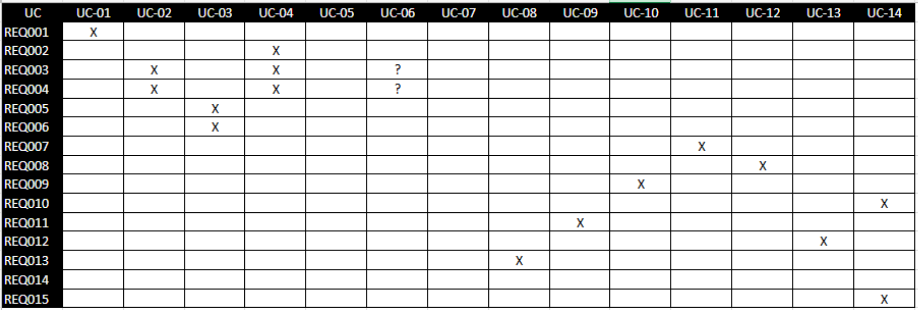 UC UC-01 UC-02 UC-03 UC-04 UC-05 UC-06 UC-07 UC-08 UC-09 UC-10 UC-11 UC-12 UC-13 UC-14
REQ001 X
REQ002 X
REQ003 X X ?
REQ004 X X ?
REQ005 X
REQ006 X
REQ007 X
REQ008 X
REQ009 X
REQ010 X
REQ011 X
REQ012 X
REQ013 X
REQ014
REQ015 X